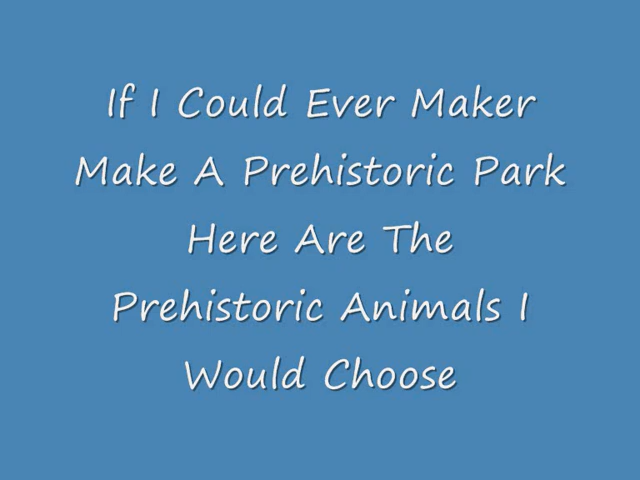 If I Could Ever Maker
Make A Prehistoric Park
Here Are The
Prehistoric Animals I
Would Choose